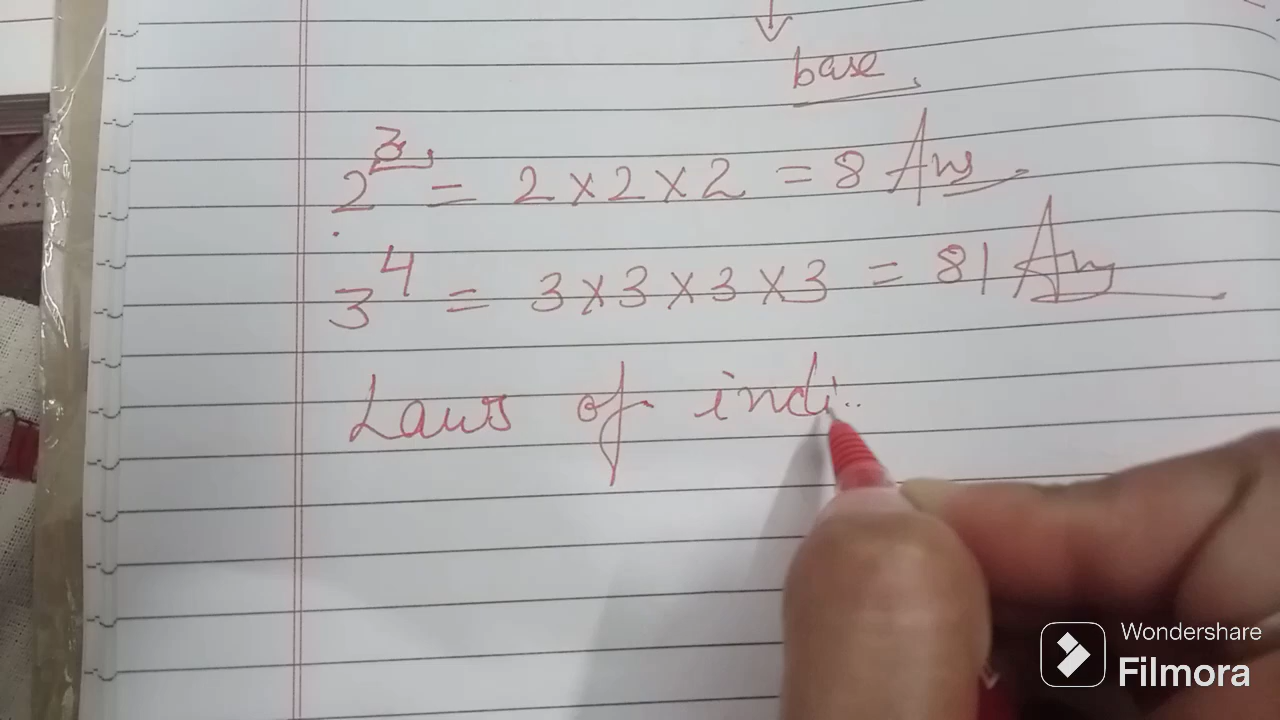 base
2³ = 2 × 2 × 2 = 8 Ans
3⁴ = 3 × 3 × 3 × 3 = 81 Ans
Laws of indi
Wondershare
Filmora